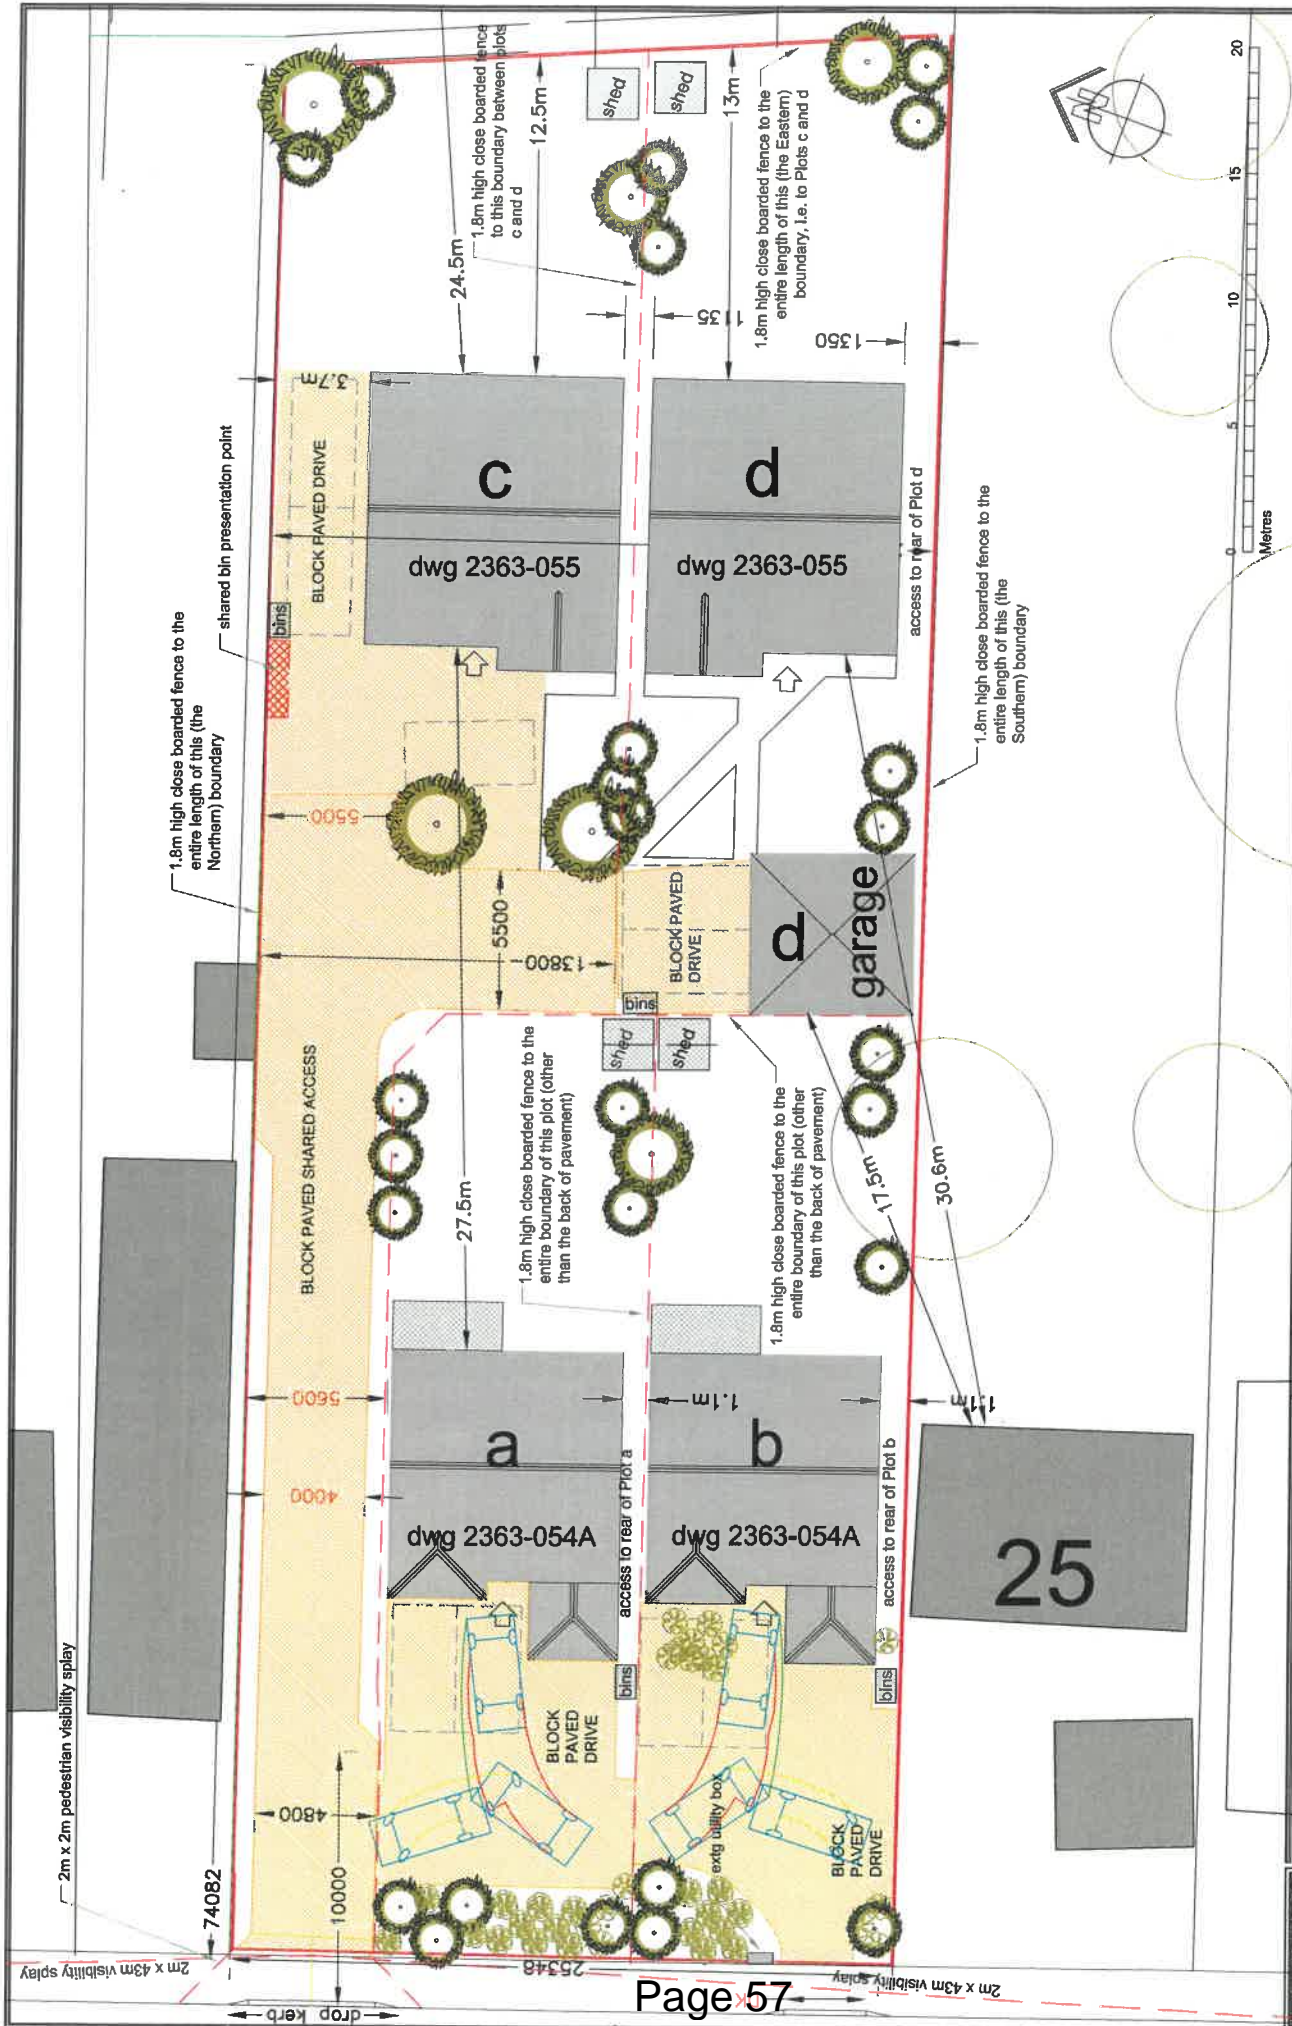 1.8m high close boarded fence
to this boundary between plots
c and d
24.5m
12.5m
shed
shed
13m
1.8m high close boarded fence to the
entire length of this (the Eastern)
boundary, i.e. to Plots c and d
N
20
15
10
5
0
Metres
1135
1350
3.7m
BLOCK PAVED DRIVE
shared bin presentation point
bins
1.8m high close boarded fence to the
entire length of this (the
Northern) boundary
c
dwg 2363-055
d
dwg 2363-055
access to rear of Plot d
1.8m high close boarded fence to the
entire length of this (the
Southern) boundary
5500
5500
13800
BLOCK PAVED
DRIVE
d
garage
bins
shed
shed
BLOCK PAVED SHARED ACCESS
27.5m
1.8m high close boarded fence to the
entire boundary of this plot (other
than the back of pavement)
1.8m high close boarded fence to the
entire boundary of this plot (other
than the back of pavement)
17.5m
30.6m
5600
4000
1.1m
1.1m
a
dwg 2363-054A
access to rear of Plot a
b
dwg 2363-054A
access to rear of Plot b
25
2m x 2m pedestrian visibility splay
bins
bins
BLOCK
PAVED
DRIVE
extg utility box
BLOCK
PAVED
DRIVE
4800
10000
74082
25348
2m x 43m visibility splay
2m x 43m visibility splay
drop kerb
Page 57